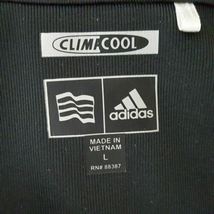 CLIMACOOL
adidas
MADE IN
VIETNAM
L
RN# 88387